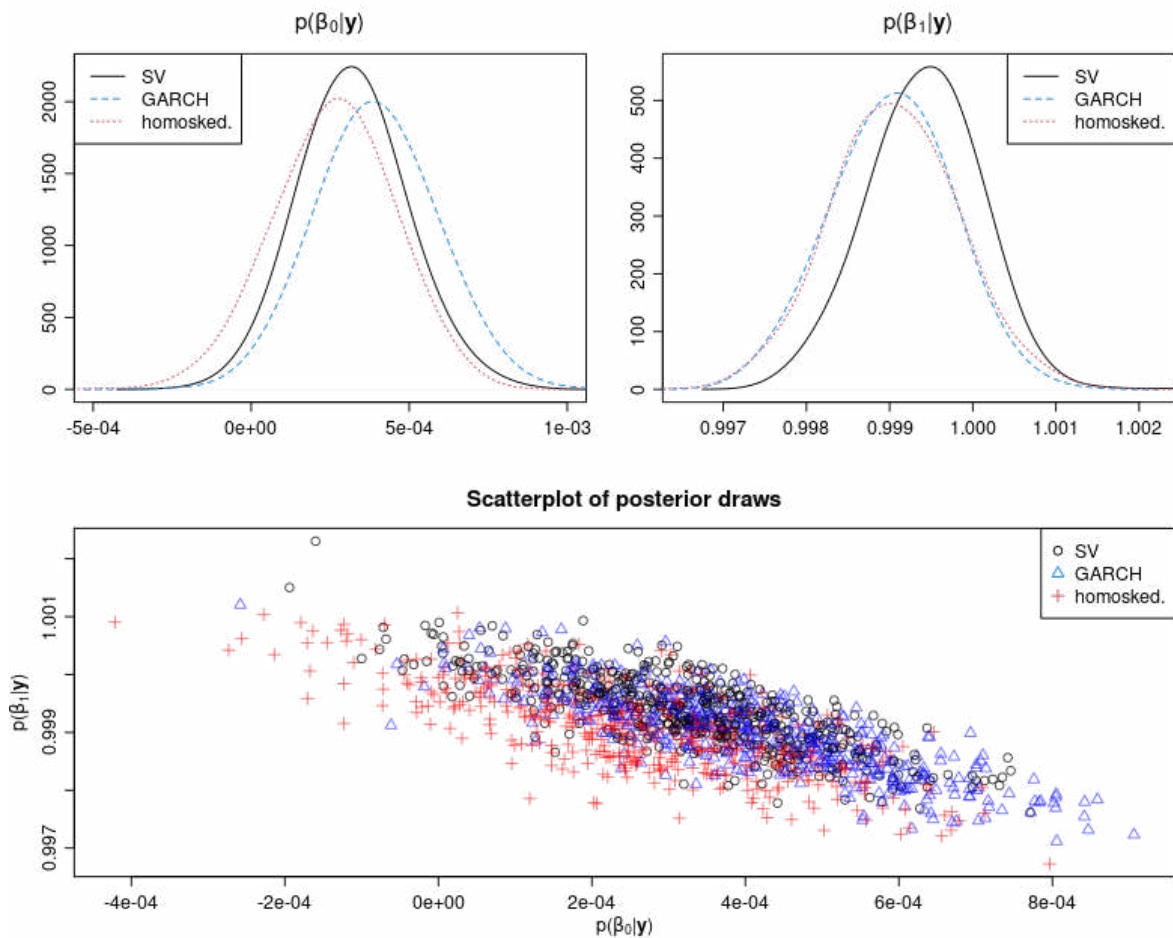 p(β₀|y)
SV
GARCH
homosked.
2000
1500
1000
500
0
-5e-04 0e+00 5e-04 1e-03
p(β₁|y)
SV
GARCH
homosked.
500
400
300
200
100
0
0.997 0.998 0.999 1.000 1.001 1.002
Scatterplot of posterior draws
SV
GARCH
homosked.
p(β₁|y)
1.001
0.999
0.997
-4e-04 -2e-04 0e+00 2e-04 4e-04 6e-04 8e-04
p(β₀|y)